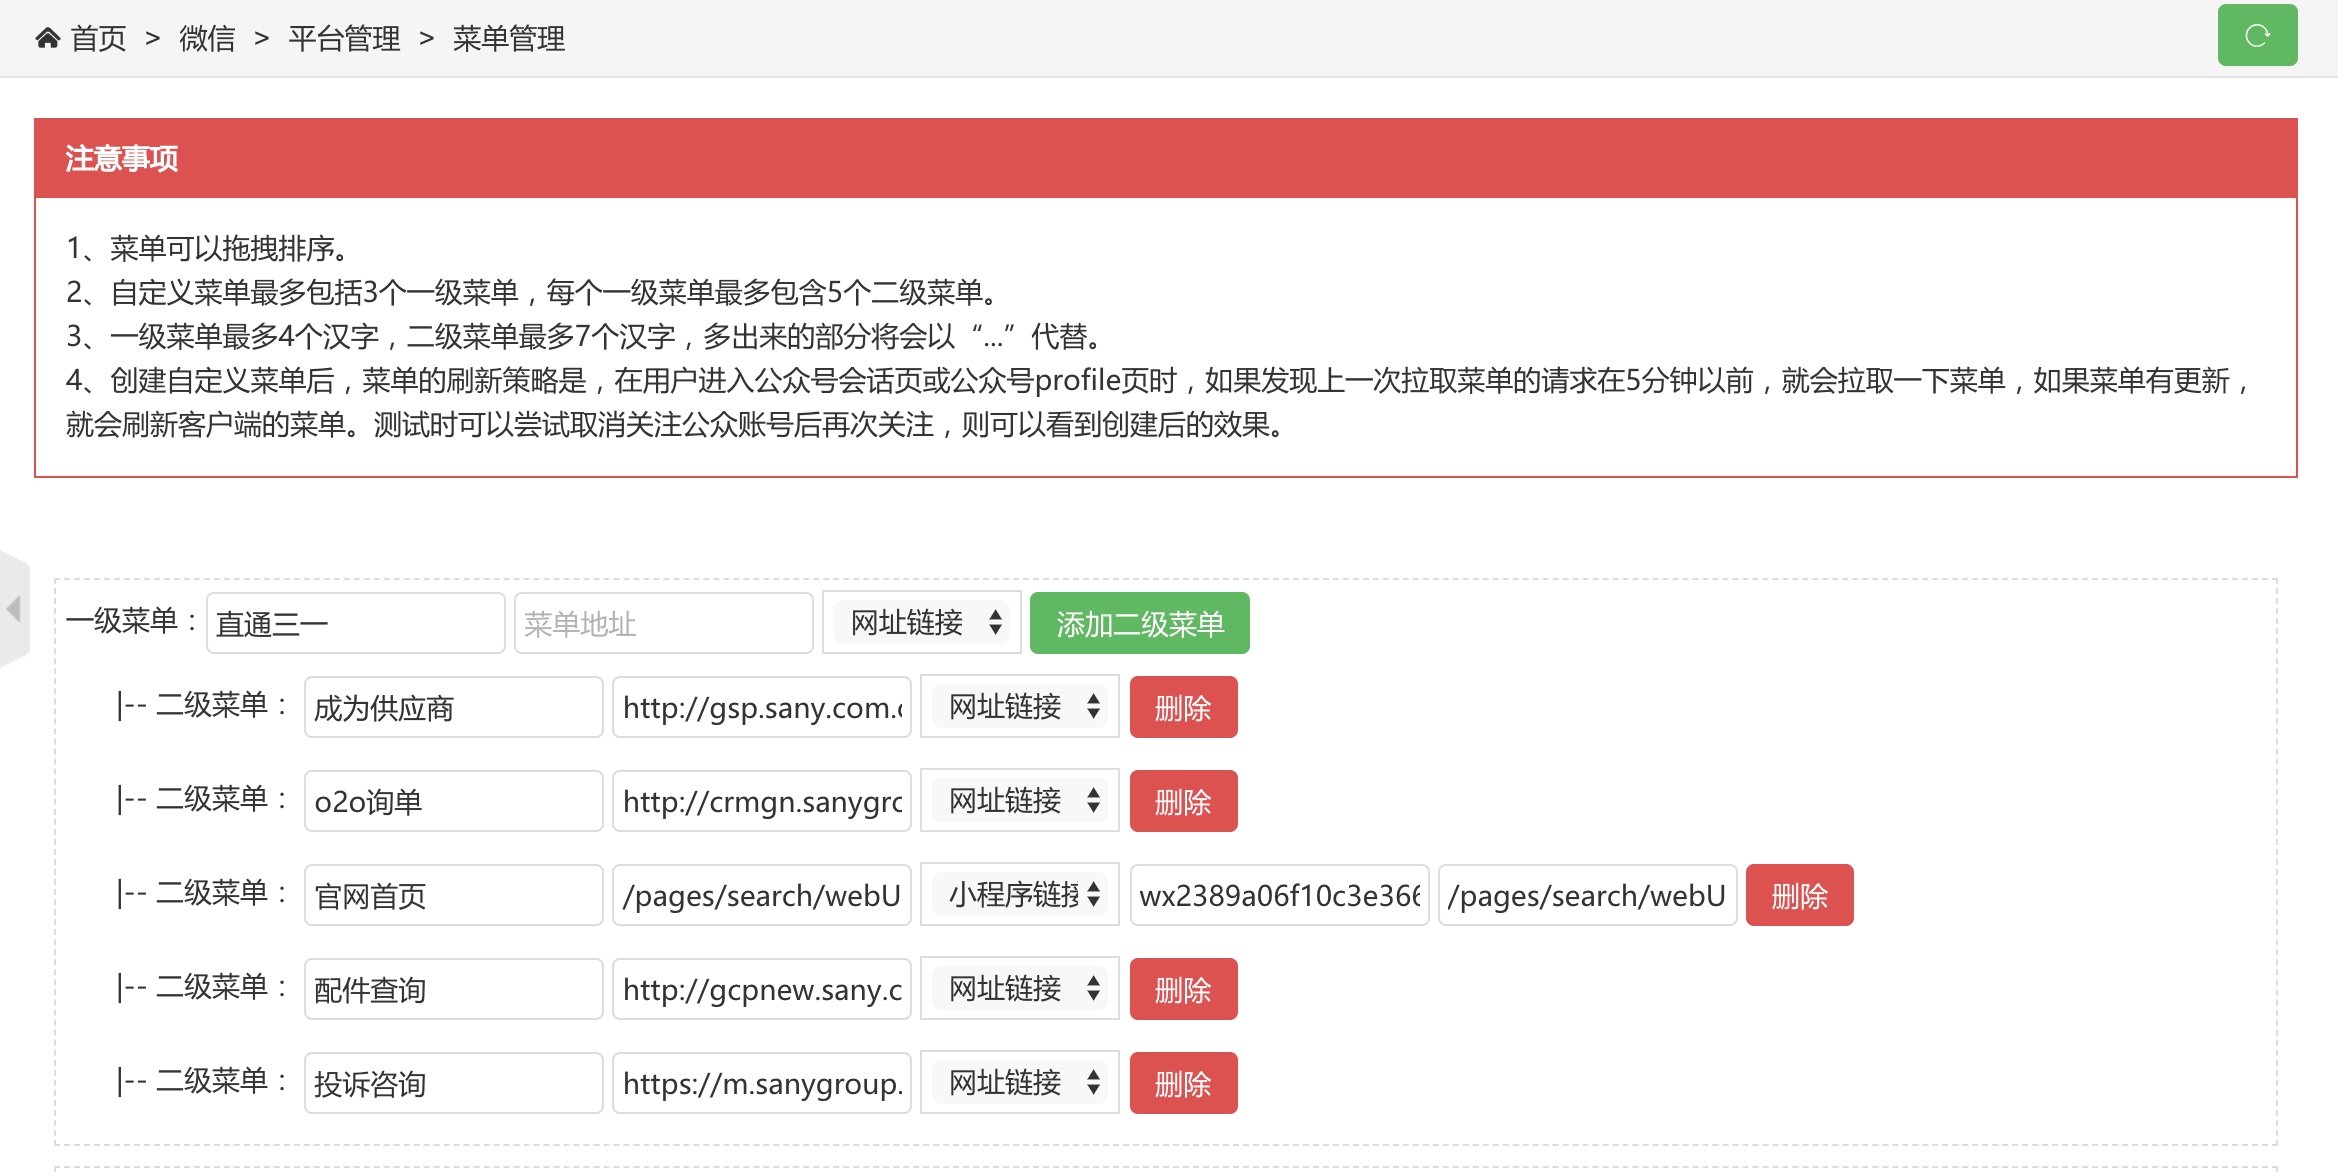 首页 > 微信 > 平台管理 > 菜单管理
注意事项
1、菜单可以拖拽排序。
2、自定义菜单最多包括3个一级菜单，每个一级菜单最多包含5个二级菜单。
3、一级菜单最多4个汉字，二级菜单最多7个汉字，多出来的部分将会以“...”代替。
4、创建自定义菜单后，菜单的刷新策略是，在用户进入公众号会话页或公众号profile页时，如果发现上一次拉取菜单的请求在5分钟以前，就会拉取一下菜单，如果菜单有更新，
就会刷新客户端的菜单。测试时可以尝试取消关注公众账号后再次关注，则可以看到创建后的效果。
一级菜单： 直通三一 菜单地址 网址链接 添加二级菜单
|-- 二级菜单： 成为供应商 http://gsp.sany.com.c 网址链接 删除
|-- 二级菜单： o2o询单 http://crmgn.sanygrc 网址链接 删除
|-- 二级菜单： 官网首页 /pages/search/webU 小程序链接 wx2389a06f10c3e366 /pages/search/webU 删除
|-- 二级菜单： 配件查询 http://gcpnew.sany.c 网址链接 删除
|-- 二级菜单： 投诉咨询 https://m.sanygroup. 网址链接 删除